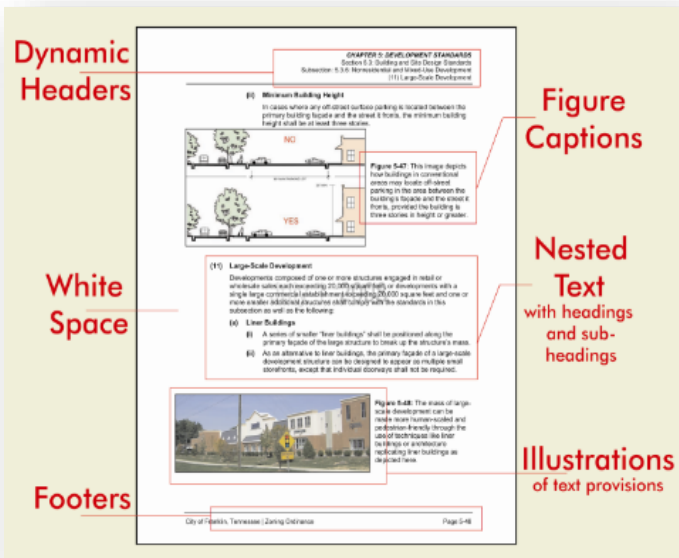 Dynamic
Headers
CHAPTER 5: DEVELOPMENT STANDARDS
Section 5.3: Building and Site Design Standards
Subsection: 5.3.6: Nonresidential and Mixed-Use Development
(11) Large-Scale Development
(ii) Minimum Building Height
In cases where any off-street surface parking is located between the
primary building façade and the street it fronts, the minimum building
height shall be at least three stories.
NO
YES
Figure 5-47: This image depicts
how buildings in conventional
areas may locate off-street
parking in the area between the
building's façade and the street it
fronts, provided the building is
three stories in height or greater.
Figure
Captions
(11) Large-Scale Development
Developments composed of one or more structures engaged in retail or
wholesale sales each exceeding 20,000 square feet, or developments with a
single large commercial establishment exceeding 20,000 square feet and one or
more smaller additional structures shall comply with the standards in this
subsection as well as the following:
(a) Liner Buildings
(i) A series of smaller "liner buildings" shall be positioned along the
primary façade of the large structure to break up the structure's mass.
(ii) As an alternative to liner buildings, the primary façade of a large-scale
development structure can be designed to appear as multiple small
storefronts, except that individual doorways shall not be required.
White
Space
Nested
Text
with headings
and sub-
headings
Figure 5-48: The mass of large-
scale development can be
made more human-scaled and
pedestrian-friendly through the
use of techniques like liner
buildings or architecture
replicating liner buildings as
depicted here.
Illustrations
of text provisions
Footers
City of Franklin, Tennessee | Zoning Ordinance
Page 5-48